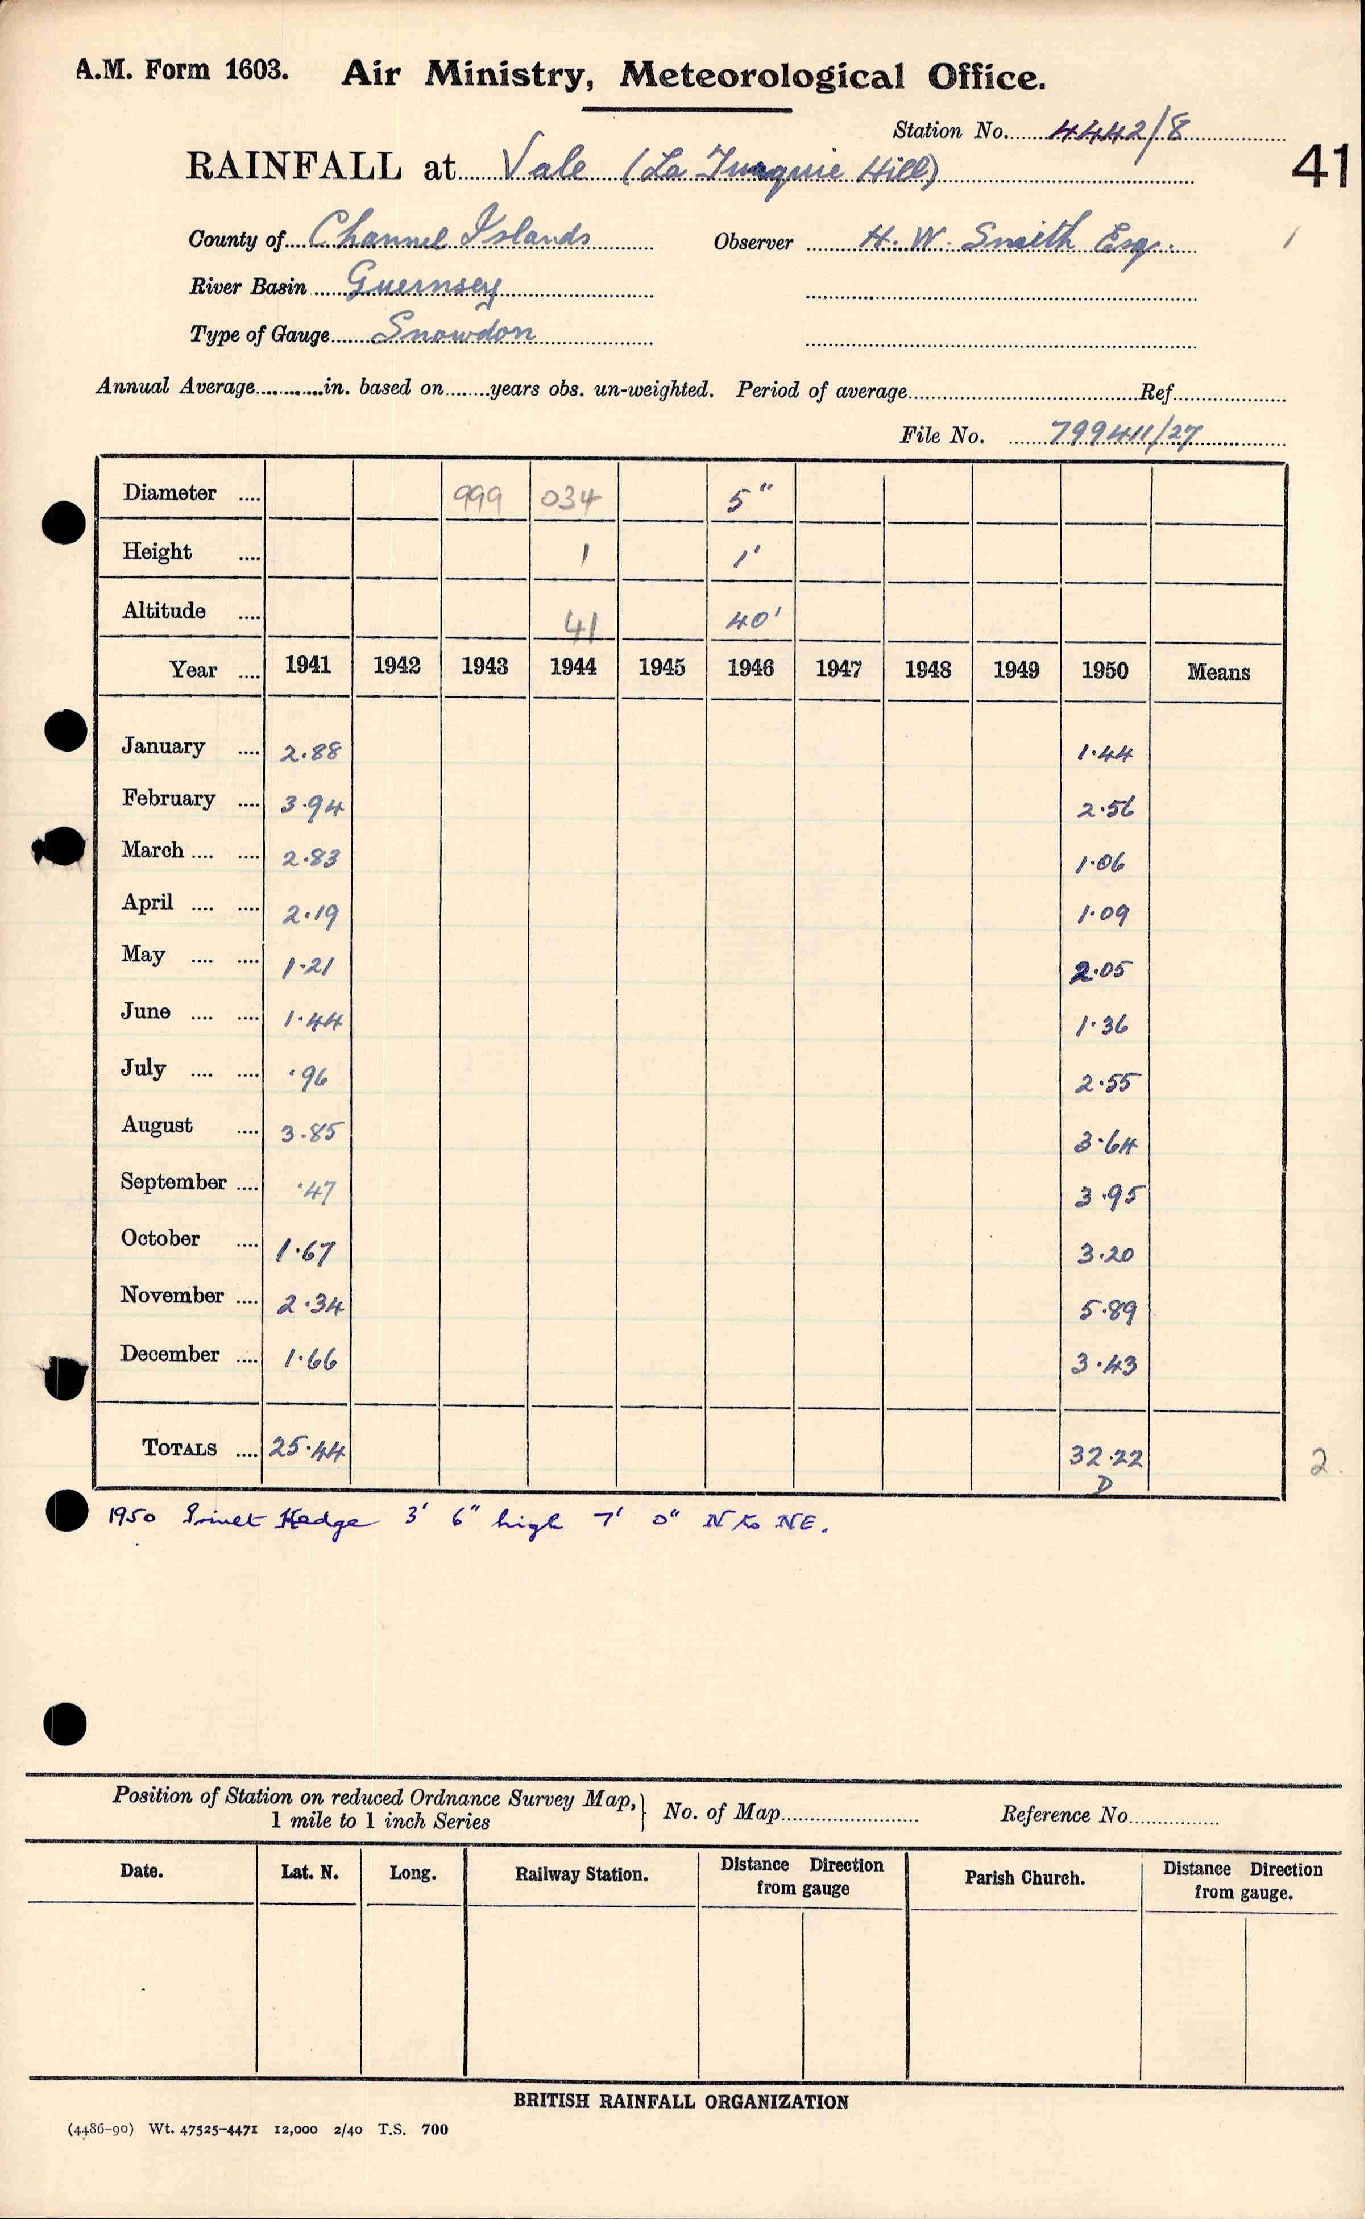 A.M. Form 1603. Air Ministry, Meteorological Office.
Station No. 4442/8
RAINFALL at Vale (La Turquie Hill)
41
County of Channel Islands Observer H. W. Smith Esq.
River Basin Guernsey
Type of Gauge Snowdon
Annual Average............in. based on........years obs. un-weighted. Period of average.................Ref.................
File No. 799411/27
Diameter .... 999 034 5"
Height .... 1 1'
Altitude .... 41 40'
Year .... 1941 1942 1943 1944 1945 1946 1947 1948 1949 1950 Means
January .... 2.88 1.44
February .... 3.94 2.56
March .... .... 2.83 1.06
April .... .... 2.19 1.09
May .... .... 1.21 2.05
June .... .... 1.44 1.36
July .... .... .96 2.55
August .... 3.85 3.64
September .... .47 3.95
October .... 1.67 3.20
November .... 2.34 5.89
December .... 1.66 3.43
TOTALS .... 25.44 32.22
D
2
1950 Privet Hedge 3' 6" high 7' 0" N to NE.
Position of Station on reduced Ordnance Survey Map,
1 mile to 1 inch Series } No. of Map.................. Reference No.................
Date. Lat. N. Long. Railway Station. Distance Direction from gauge Parish Church. Distance Direction from gauge.
BRITISH RAINFALL ORGANIZATION
(4486-90) Wt. 47525-4471 12,000 2/40 T.S. 700